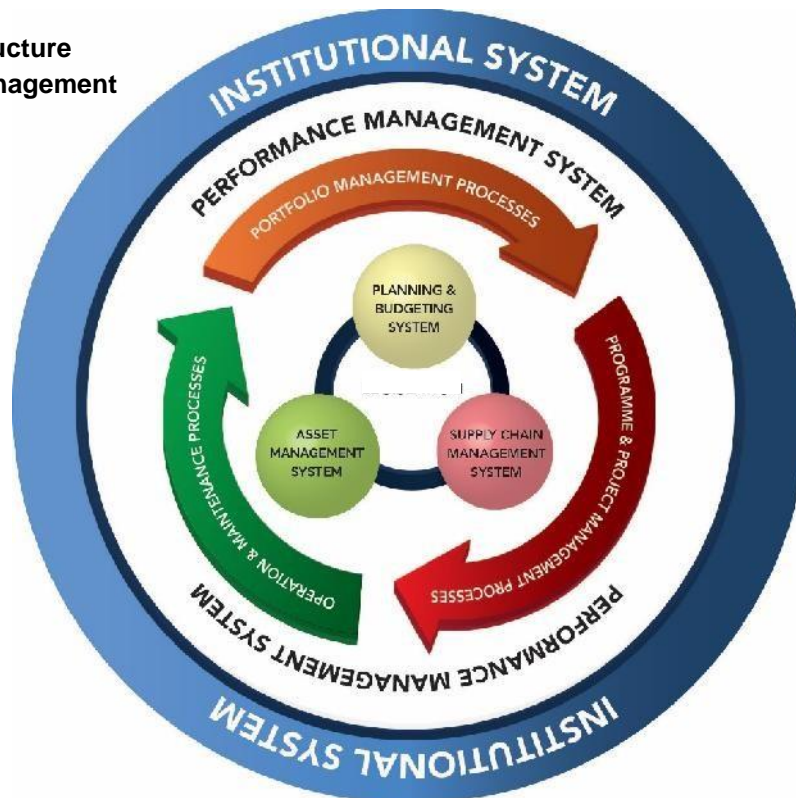 ucture
nagement
INSTITUTIONAL SYSTEM
PERFORMANCE MANAGEMENT SYSTEM
PORTFOLIO MANAGEMENT PROCESSES
PLANNING &
BUDGETING
SYSTEM
PROGRAMME & PROJECT MANAGEMENT PROCESSES
ASSET
MANAGEMENT
SYSTEM
SUPPLY CHAIN
MANAGEMENT
SYSTEM
OPERATION & MAINTENANCE PROCESSES
PERFORMANCE MANAGEMENT SYSTEM
INSTITUTIONAL SYSTEM